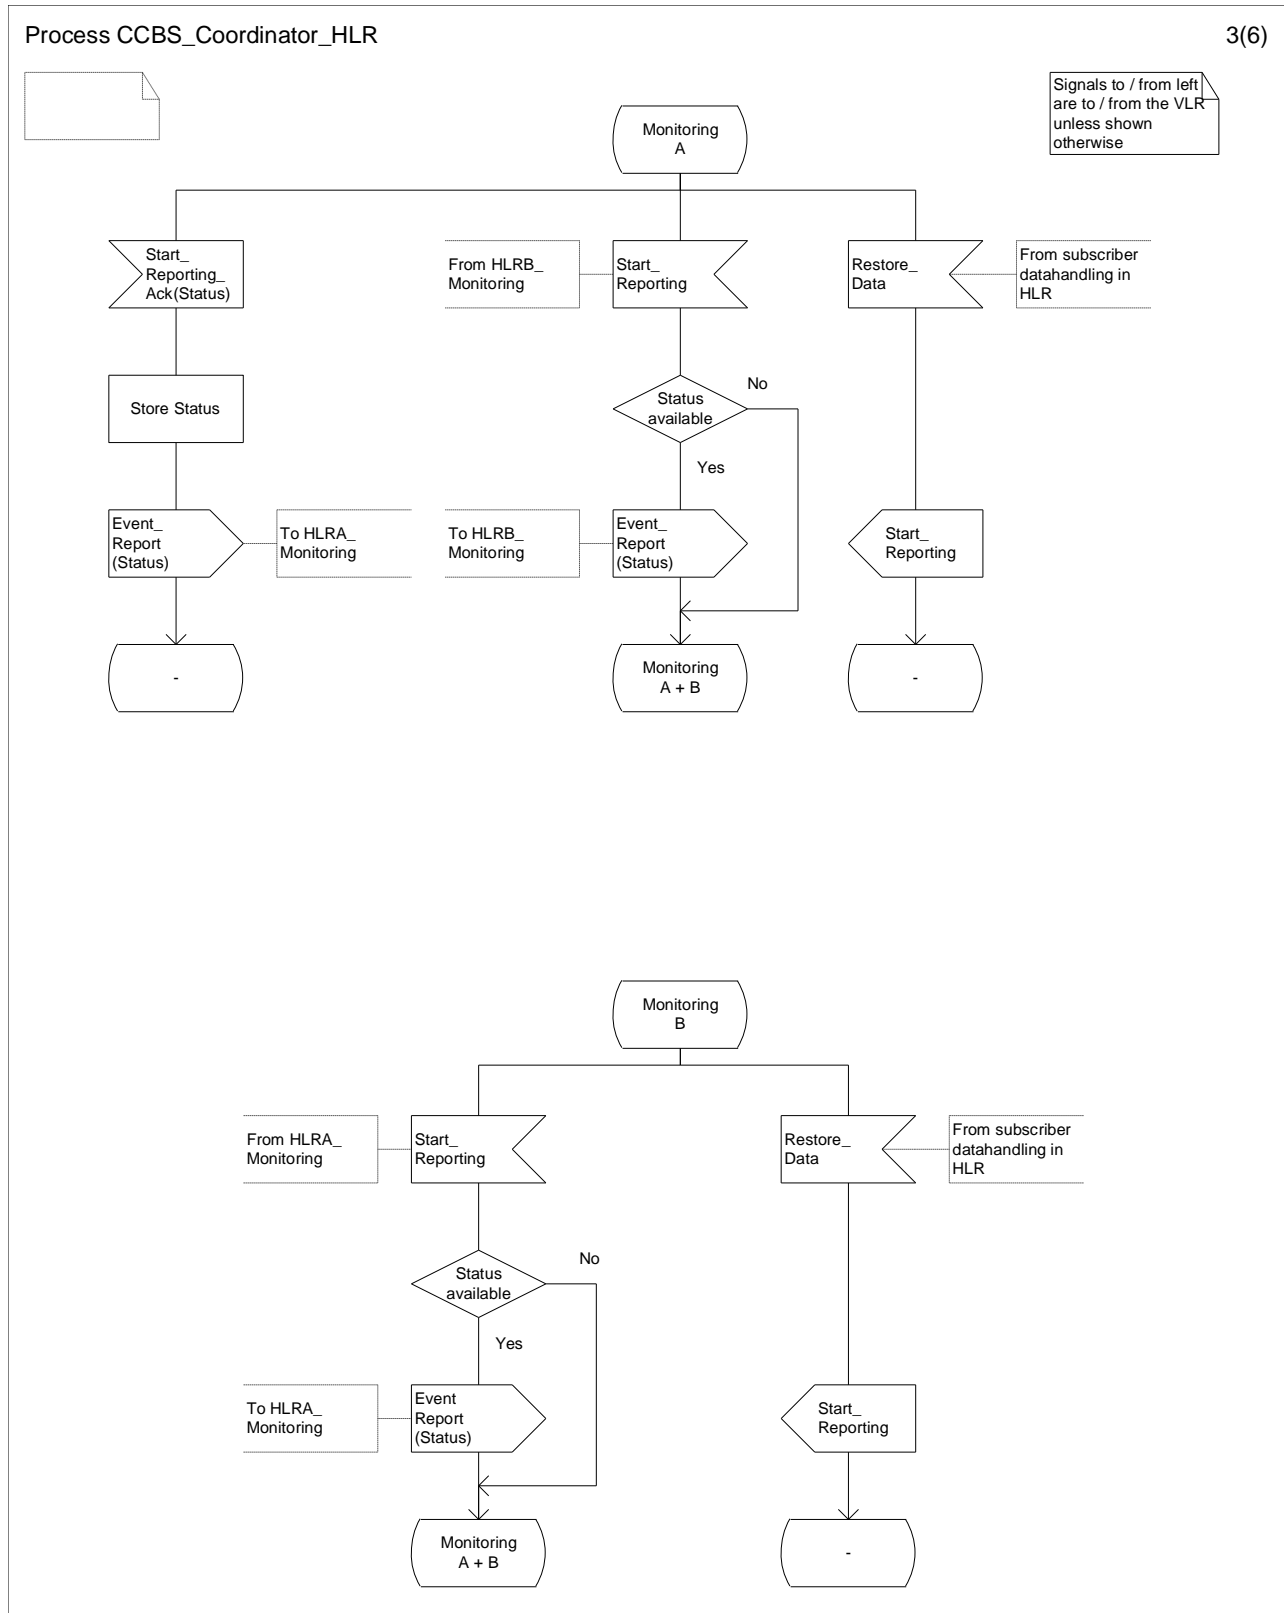 Process CCBS_Coordinator_HLR
3(6)
Signals to / from left
are to / from the VLR
unless shown
otherwise
Monitoring
A
Start_
Reporting_
Ack(Status)
From HLRB_
Monitoring
Start_
Reporting
Restore_
Data
From subscriber
datahandling in
HLR
Store Status
Status
available
No
Yes
Event_
Report
(Status)
To HLRA_
Monitoring
To HLRB_
Monitoring
Event_
Report
(Status)
Start_
Reporting
-
Monitoring
A + B
-
Monitoring
B
From HLRA_
Monitoring
Start_
Reporting
Restore_
Data
From subscriber
datahandling in
HLR
Status
available
No
Yes
To HLRA_
Monitoring
Event
Report
(Status)
Start_
Reporting
Monitoring
A + B
-